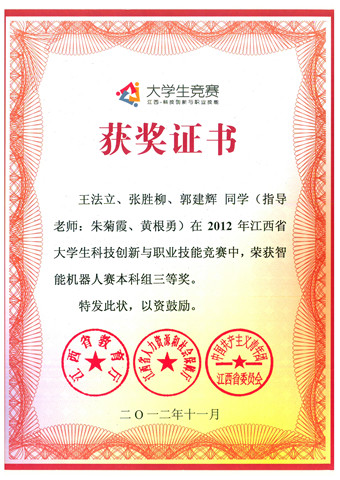 大学生竞赛
江西·科技创新与职业技能
获奖证书
王法立、张胜柳、郭建辉 同学（指导
老师：朱菊霞、黄根勇）在 2012 年江西省
大学生科技创新与职业技能竞赛中，荣获智
能机器人赛本科组三等奖。
特发此状，以资鼓励。
江西省教育厅
江西省人力资源和社会保障厅
中国共产主义青年团
江西省委员会
二〇一二年十一月